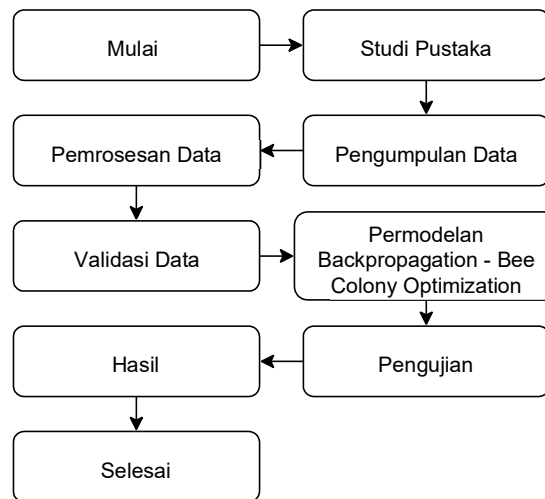 Mulai
Studi Pustaka
Pengumpulan Data
Pemrosesan Data
Validasi Data
Permodelan
Backpropagation - Bee
Colony Optimization
Pengujian
Hasil
Selesai